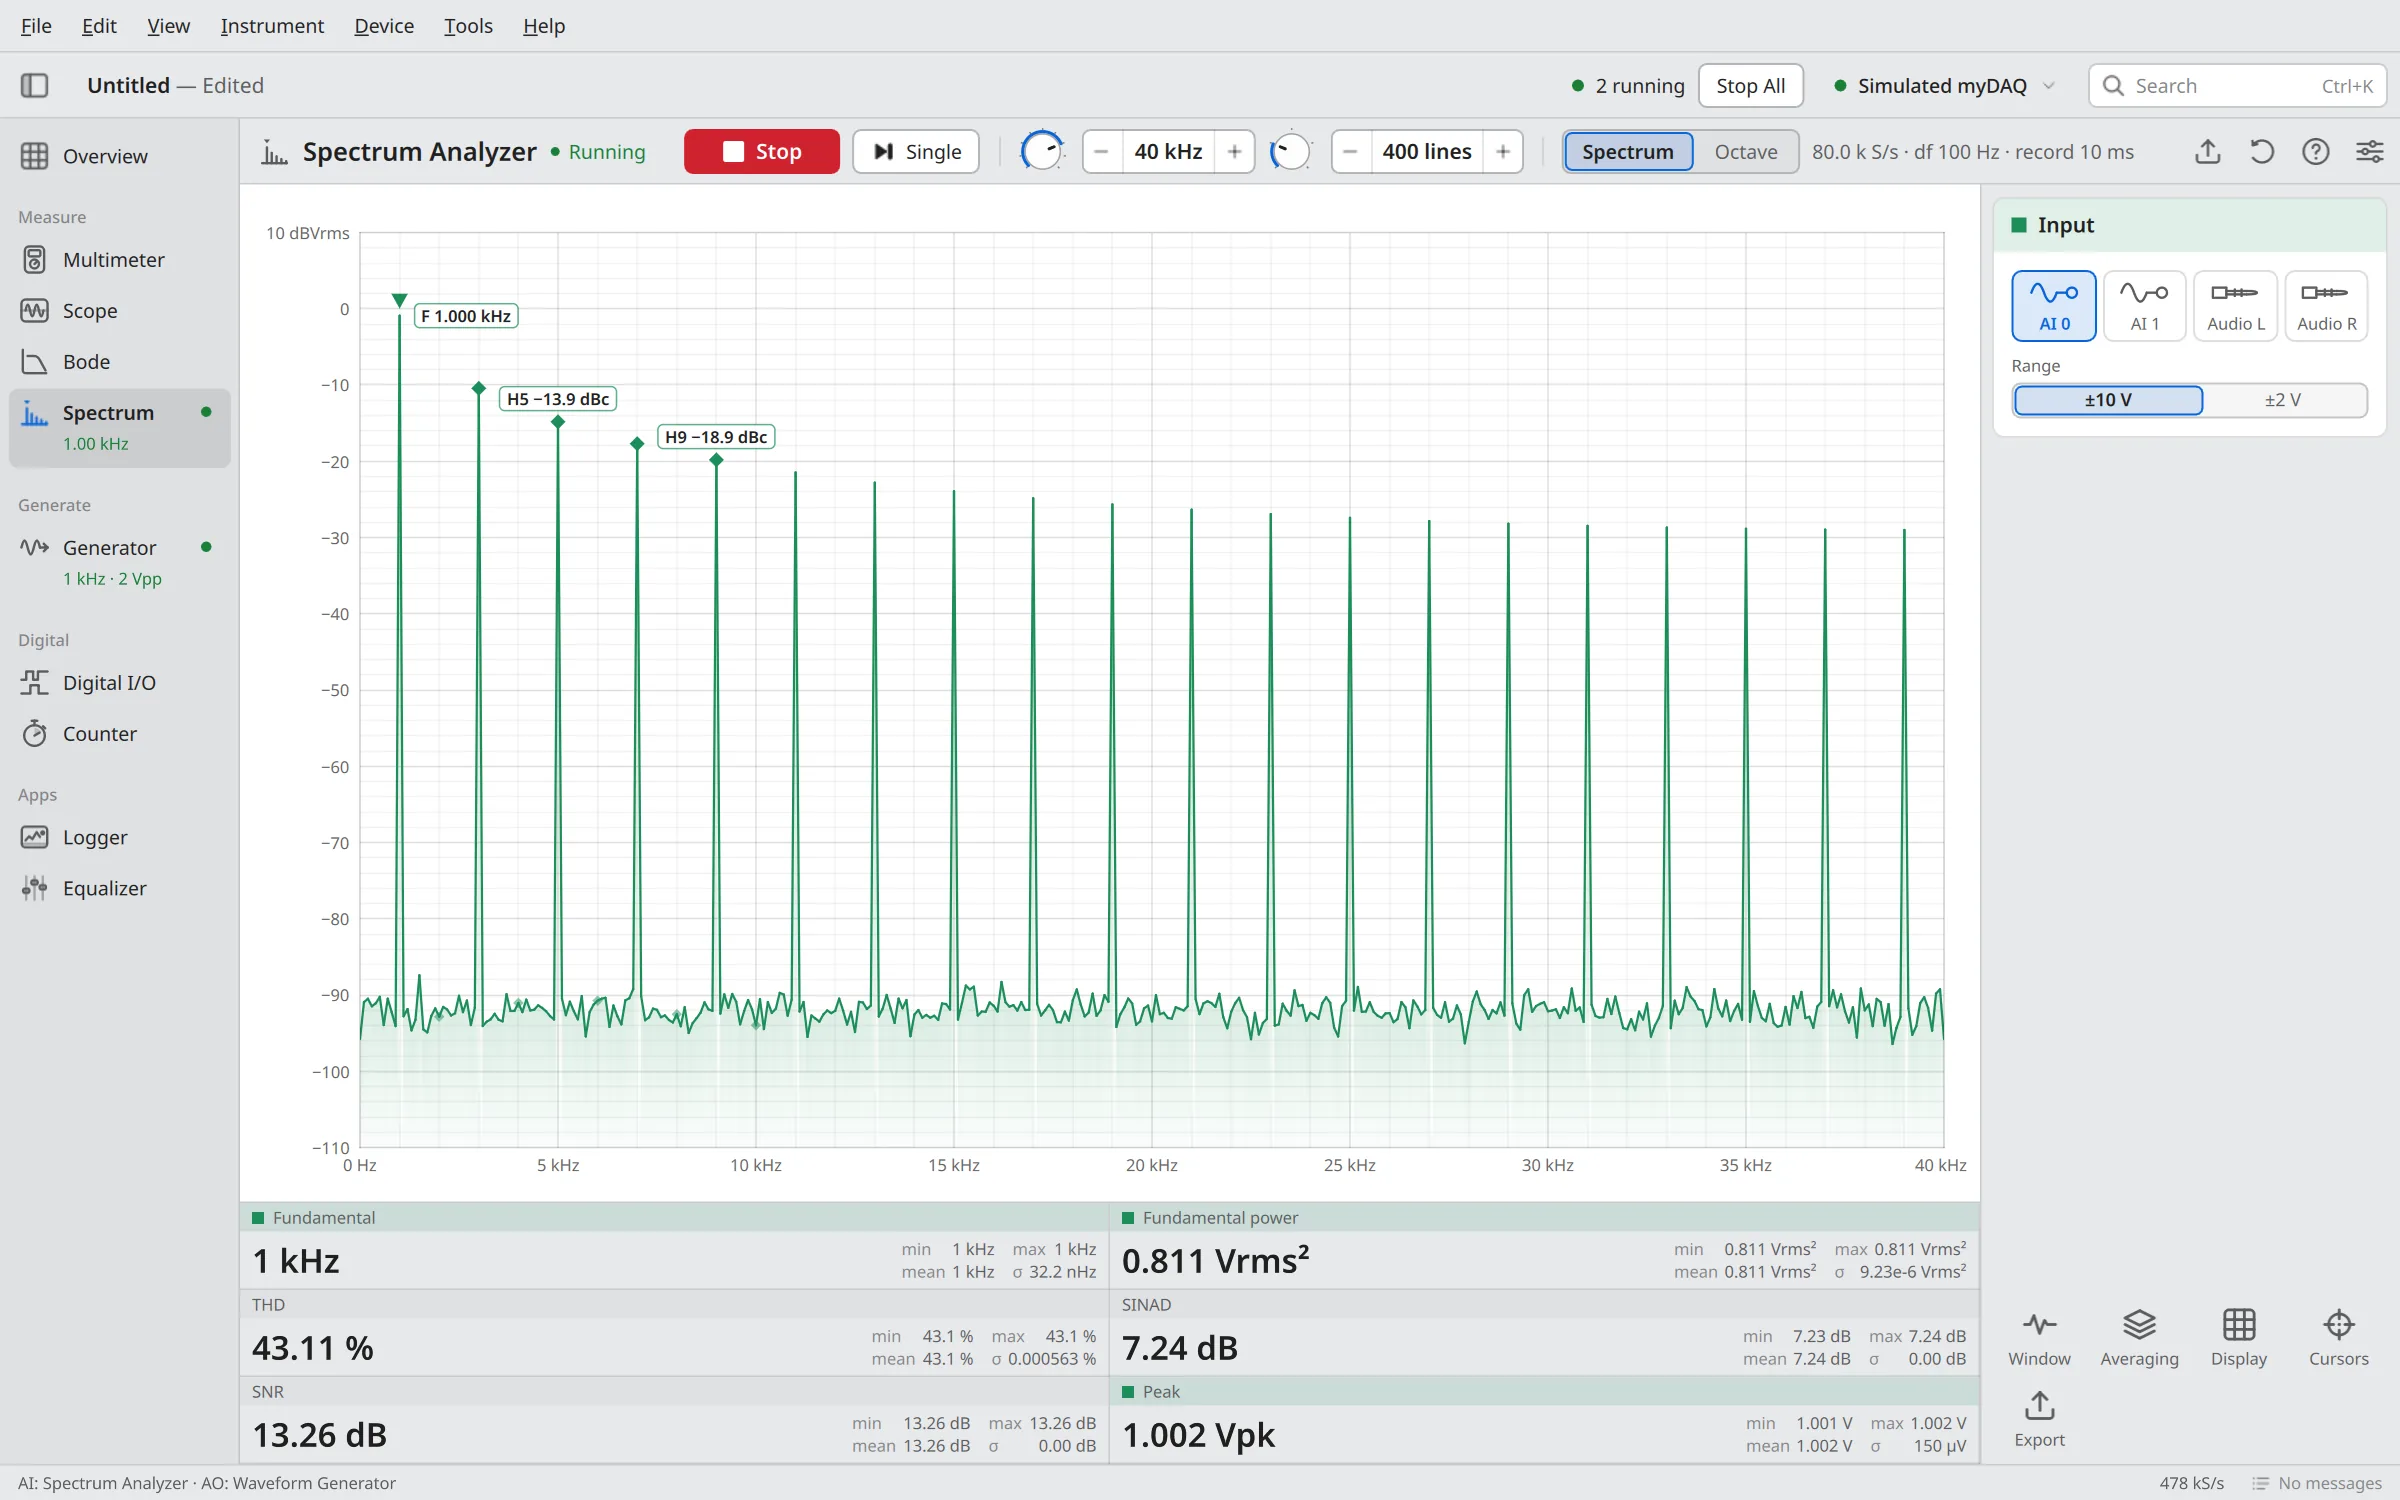 File Edit View Instrument Device Tools Help
Untitled — Edited
2 running Stop All Simulated myDAQ Search Ctrl+K
Overview
Measure
Multimeter
Scope
Bode
Spectrum
1.00 kHz
Generate
Generator
1 kHz · 2 Vpp
Digital
Digital I/O
Counter
Apps
Logger
Equalizer
Spectrum Analyzer Running Stop Single − 40 kHz + − 400 lines + Spectrum Octave 80.0 k S/s · df 100 Hz · record 10 ms
10 dBVrms
0
−10
−20
−30
−40
−50
−60
−70
−80
−90
−100
−110
F 1.000 kHz
H5 −13.9 dBc
H9 −18.9 dBc
0 Hz 5 kHz 10 kHz 15 kHz 20 kHz 25 kHz 30 kHz 35 kHz 40 kHz
Input
AI 0 AI 1 Audio L Audio R
Range
±10 V ±2 V
Fundamental
1 kHz
min 1 kHz max 1 kHz
mean 1 kHz σ 32.2 nHz
Fundamental power
0.811 Vrms²
min 0.811 Vrms² max 0.811 Vrms²
mean 0.811 Vrms² σ 9.23e-6 Vrms²
THD
43.11 %
min 43.1 % max 43.1 %
mean 43.1 % σ 0.000563 %
SINAD
7.24 dB
min 7.23 dB max 7.24 dB
mean 7.24 dB σ 0.00 dB
SNR
13.26 dB
min 13.26 dB max 13.26 dB
mean 13.26 dB σ 0.00 dB
Peak
1.002 Vpk
min 1.001 V max 1.002 V
mean 1.002 V σ 150 µV
Window Averaging Display Cursors
Export
AI: Spectrum Analyzer · AO: Waveform Generator
478 kS/s No messages